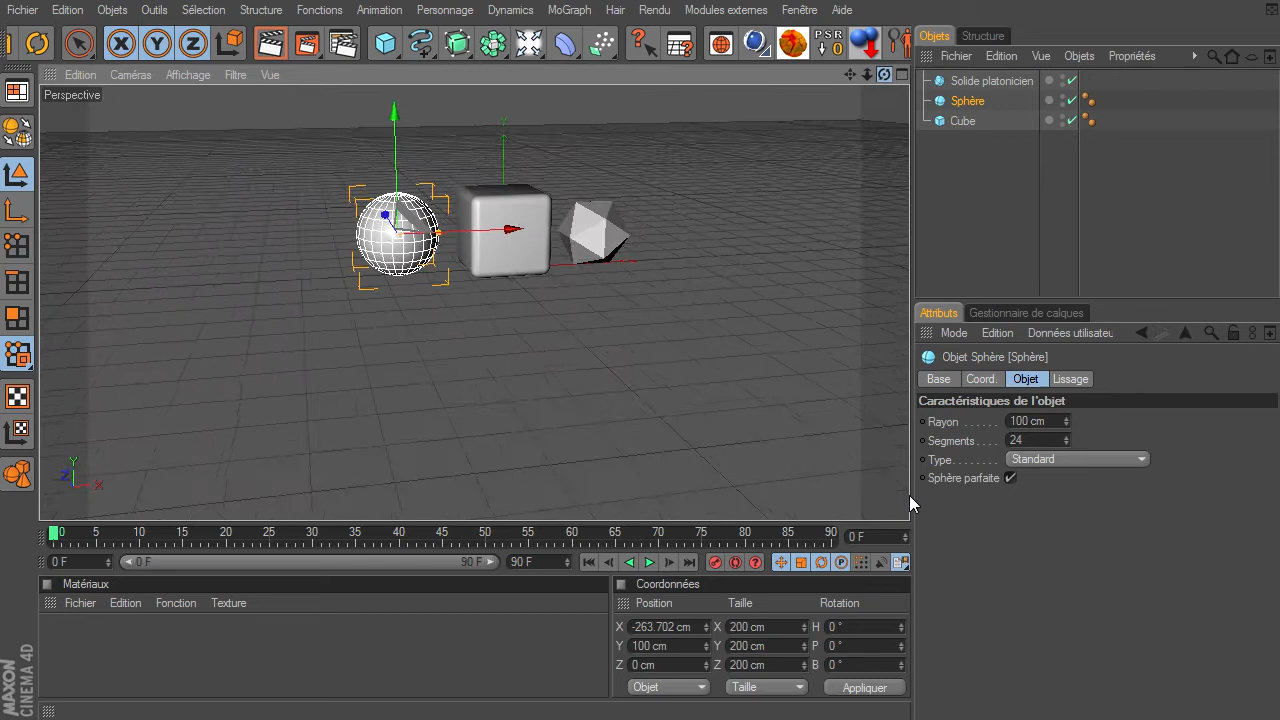 Fichier Edition Objets Outils Sélection Structure Fonctions Animation Personnage Dynamics MoGraph Hair Rendu Modules externes Fenêtre Aide
X Y Z PSR 0
Edition Caméras Affichage Filtre Vue
Perspective
Y
Z X
Objets Structure
Fichier Edition Vue Objets Propriétés
Solide platonicien
Sphère
Cube
Attributs Gestionnaire de calques
Mode Edition Données utilisateu
Objet Sphère [Sphère]
Base Coord. Objet Lissage
Caractéristiques de l'objet
Rayon . . . . . . 100 cm
Segments . . . . 24
Type. . . . . . . . Standard
Sphère parfaite
0 5 10 15 20 25 30 35 40 45 50 55 60 65 70 75 80 85 90 0 F
0 F 0 F 90 F 90 F
Matériaux
Fichier Edition Fonction Texture
Coordonnées
Position Taille Rotation
X -263.702 cm X 200 cm H 0 °
Y 100 cm Y 200 cm P 0 °
Z 0 cm Z 200 cm B 0 °
Objet Taille Appliquer
MAXON
CINEMA 4D